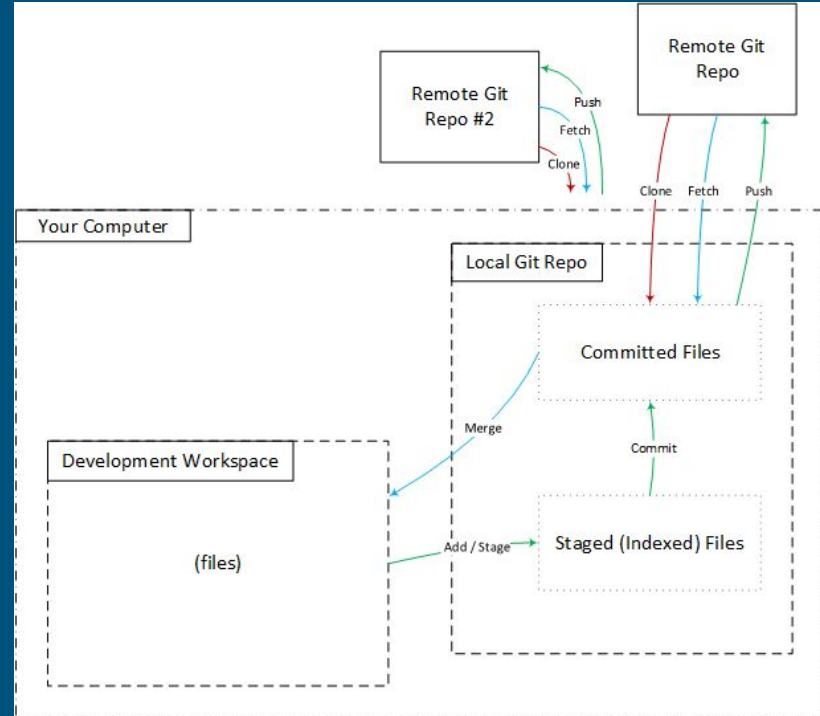 Remote Git
Repo
Remote Git
Repo #2
Push
Fetch
Clone
Clone
Fetch
Push
Your Computer
Local Git Repo
Committed Files
Merge
Commit
Development Workspace
(files)
Add / Stage
Staged (Indexed) Files